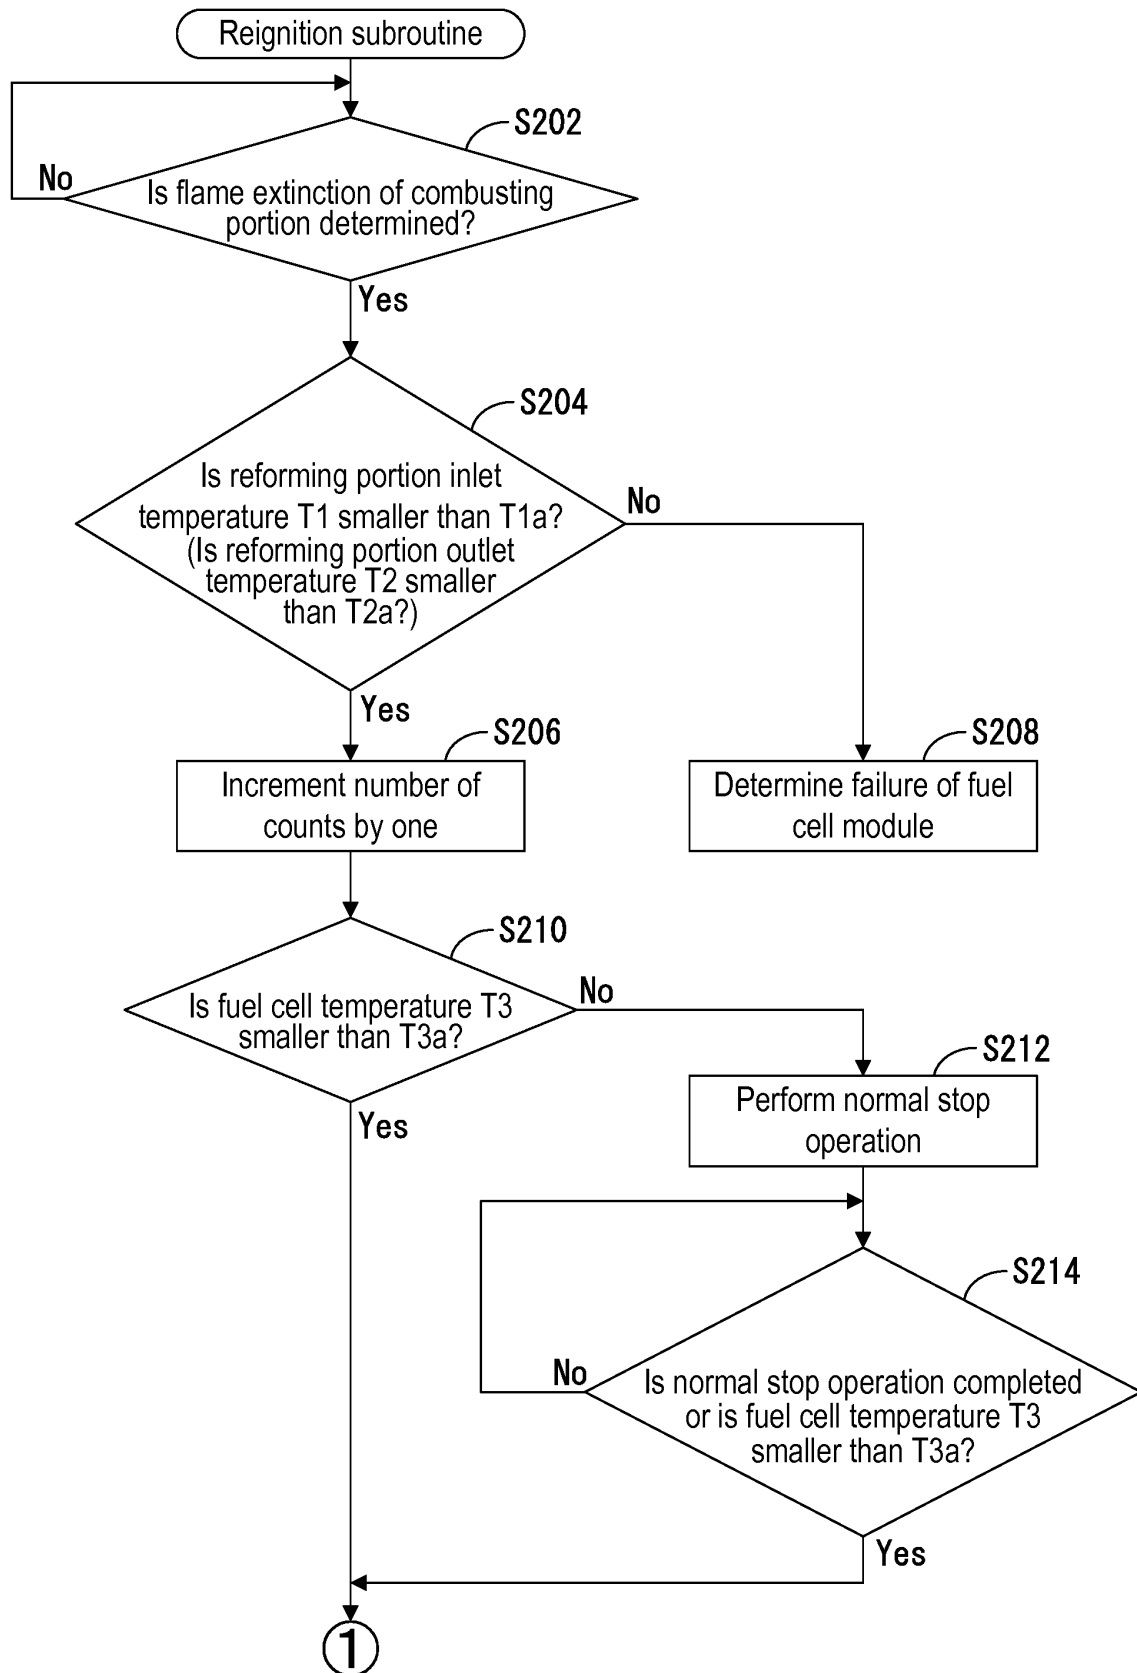 Reignition subroutine
S202
No
Is flame extinction of combusting
portion determined?
Yes
S204
Is reforming portion inlet
temperature T1 smaller than T1a?
(Is reforming portion outlet
temperature T2 smaller
than T2a?)
No
Yes
S206
Increment number of
counts by one
S208
Determine failure of fuel
cell module
S210
Is fuel cell temperature T3
smaller than T3a?
No
Yes
S212
Perform normal stop
operation
S214
No
Is normal stop operation completed
or is fuel cell temperature T3
smaller than T3a?
Yes
1